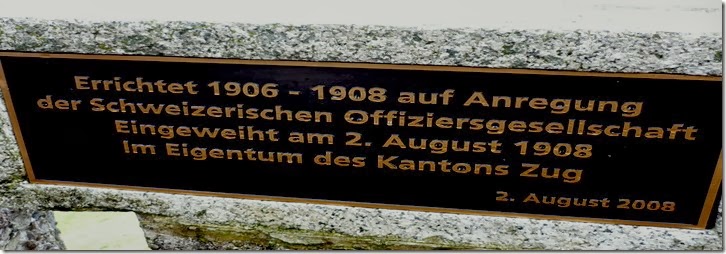 Errichtet 1906 - 1908 auf Anregung
der Schweizerischen Offiziersgesellschaft
Eingeweiht am 2. August 1908
Im Eigentum des Kantons Zug
2. August 2008